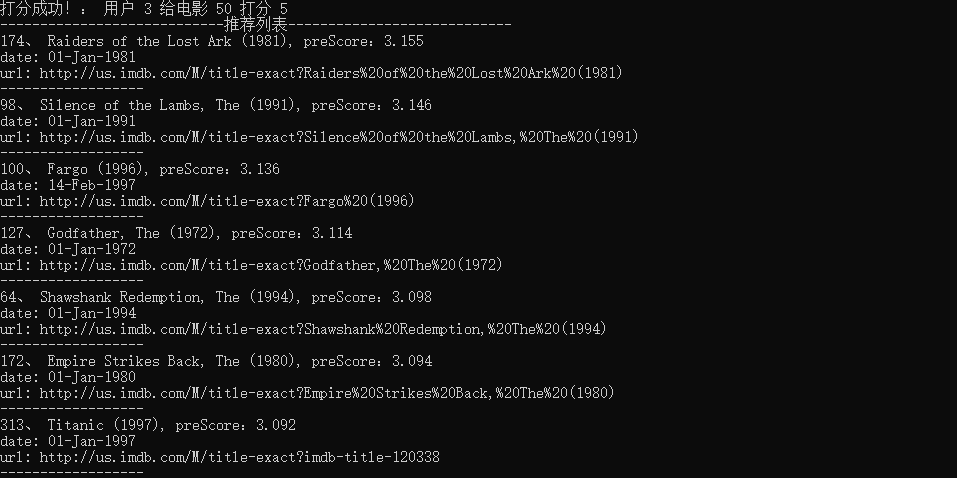 打分成功!： 用户 3 给电影 50 打分 5
----------------------------推荐列表----------------------------
174、 Raiders of the Lost Ark (1981), preScore：3.155
date: 01-Jan-1981
url: http://us.imdb.com/M/title-exact?Raiders%20of%20the%20Lost%20Ark%20(1981)
------------------
98、 Silence of the Lambs, The (1991), preScore：3.146
date: 01-Jan-1991
url: http://us.imdb.com/M/title-exact?Silence%20of%20the%20Lambs,%20The%20(1991)
------------------
100、 Fargo (1996), preScore：3.136
date: 14-Feb-1997
url: http://us.imdb.com/M/title-exact?Fargo%20(1996)
------------------
127、 Godfather, The (1972), preScore：3.114
date: 01-Jan-1972
url: http://us.imdb.com/M/title-exact?Godfather,%20The%20(1972)
------------------
64、 Shawshank Redemption, The (1994), preScore：3.098
date: 01-Jan-1994
url: http://us.imdb.com/M/title-exact?Shawshank%20Redemption,%20The%20(1994)
------------------
172、 Empire Strikes Back, The (1980), preScore：3.094
date: 01-Jan-1980
url: http://us.imdb.com/M/title-exact?Empire%20Strikes%20Back,%20The%20(1980)
------------------
313、 Titanic (1997), preScore：3.092
date: 01-Jan-1997
url: http://us.imdb.com/M/title-exact?imdb-title-120338
------------------